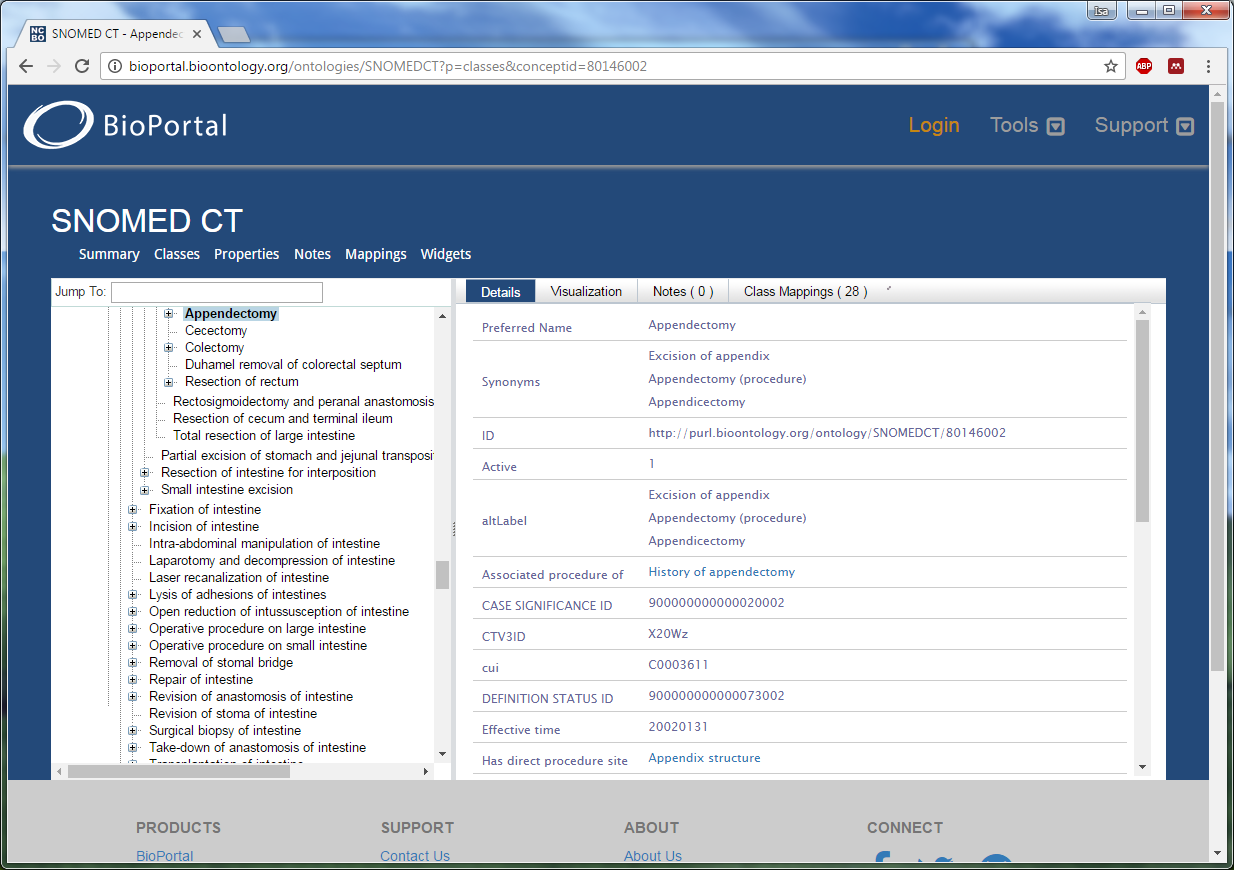 Isa
NC
BO
SNOMED CT - Appendec
bioportal.bioontology.org/ontologies/SNOMEDCT?p=classes&conceptid=80146002
ABP
BioPortal
Login Tools Support
SNOMED CT
Summary Classes Properties Notes Mappings Widgets
Jump To:
Appendectomy
Cecectomy
Colectomy
Duhamel removal of colorectal septum
Resection of rectum
Rectosigmoidectomy and peranal anastomosis
Resection of cecum and terminal ileum
Total resection of large intestine
Partial excision of stomach and jejunal transposi
Resection of intestine for interposition
Small intestine excision
Fixation of intestine
Incision of intestine
Intra-abdominal manipulation of intestine
Laparotomy and decompression of intestine
Laser recanalization of intestine
Lysis of adhesions of intestines
Open reduction of intussusception of intestine
Operative procedure on large intestine
Operative procedure on small intestine
Removal of stomal bridge
Repair of intestine
Revision of anastomosis of intestine
Revision of stoma of intestine
Surgical biopsy of intestine
Take-down of anastomosis of intestine
Transplantation of intestine
Details Visualization Notes ( 0 ) Class Mappings ( 28 )
Preferred Name Appendectomy
Synonyms
Excision of appendix
Appendectomy (procedure)
Appendicectomy
ID http://purl.bioontology.org/ontology/SNOMEDCT/80146002
Active 1
altLabel
Excision of appendix
Appendectomy (procedure)
Appendicectomy
Associated procedure of History of appendectomy
CASE SIGNIFICANCE ID 900000000000020002
CTV3ID X20Wz
cui C0003611
DEFINITION STATUS ID 900000000000073002
Effective time 20020131
Has direct procedure site Appendix structure
PRODUCTS SUPPORT ABOUT CONNECT
BioPortal Contact Us About Us